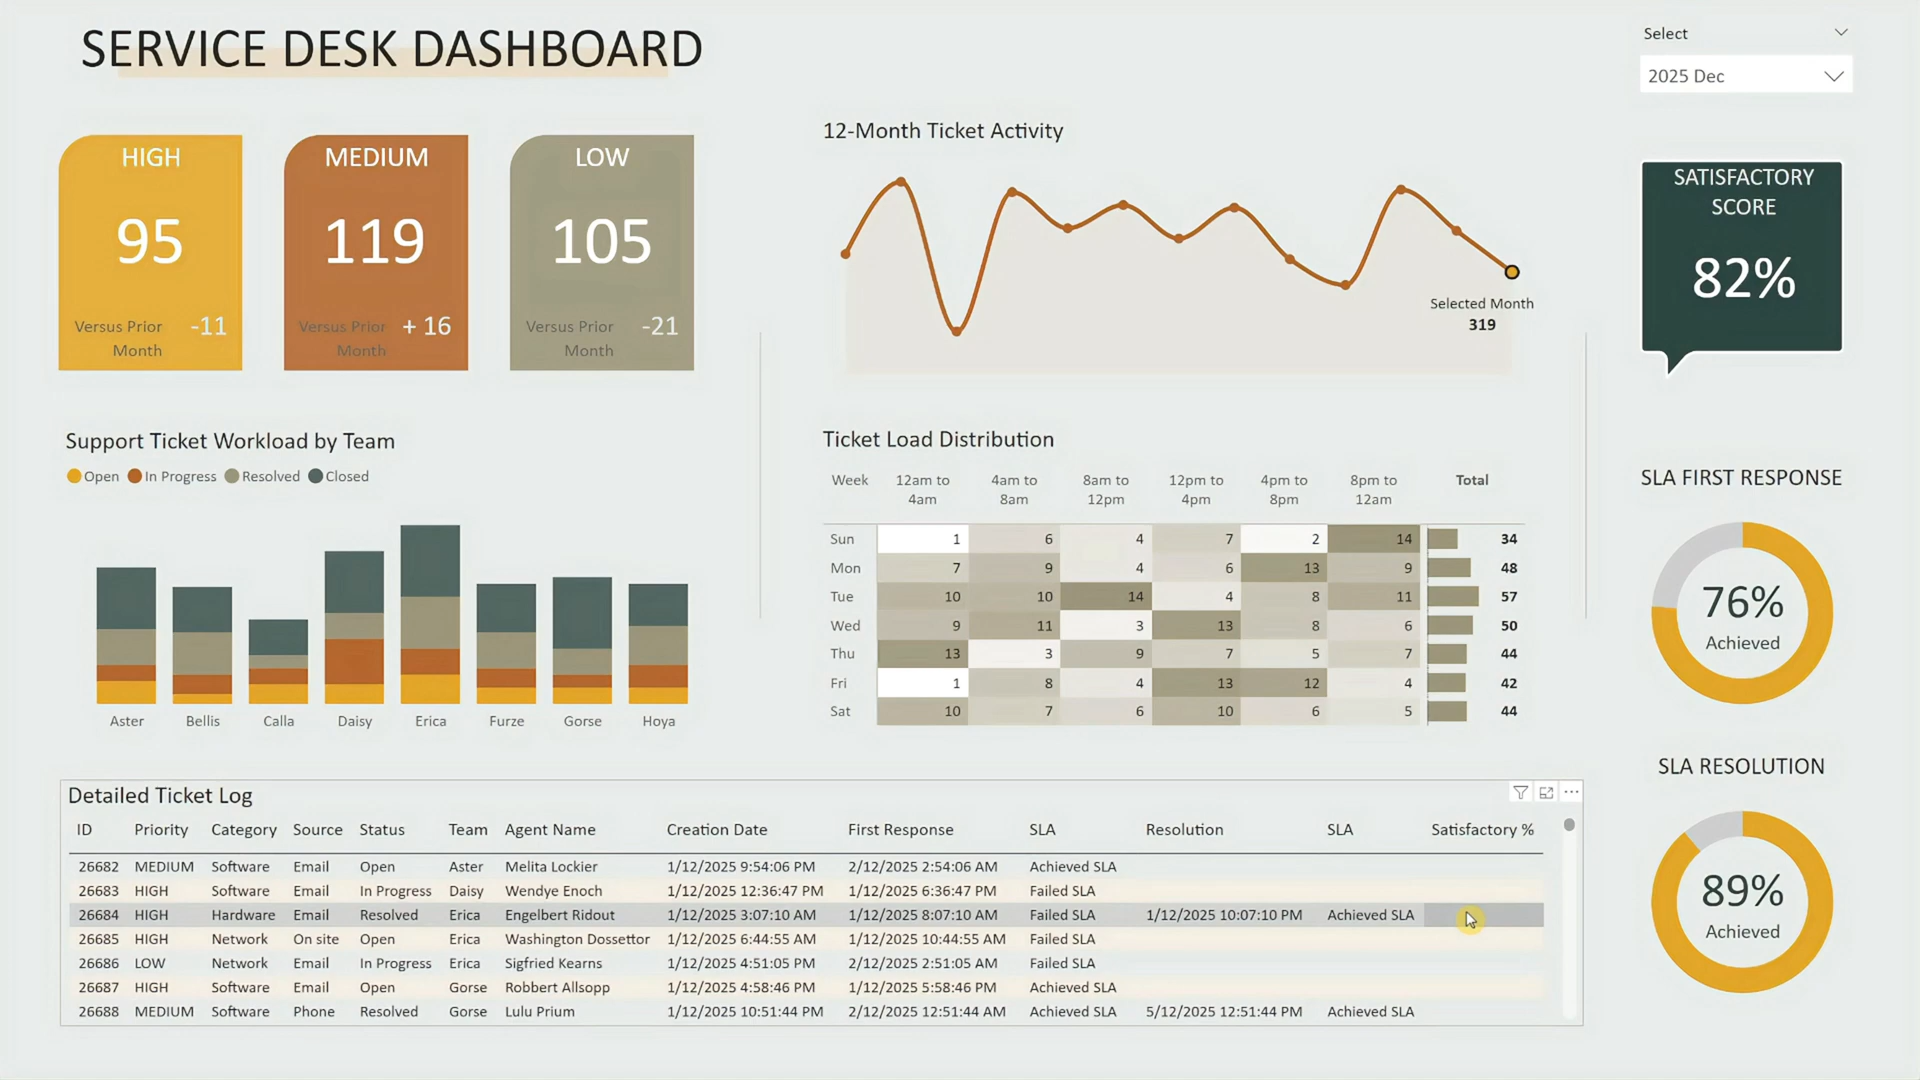 SERVICE DESK DASHBOARD
Select
2025 Dec
HIGH
95
Versus Prior Month -11
MEDIUM
119
Versus Prior Month + 16
LOW
105
Versus Prior Month -21
12-Month Ticket Activity
Selected Month
319
SATISFACTORY
SCORE
82%
Support Ticket Workload by Team
Open In Progress Resolved Closed
Aster Bellis Calla Daisy Erica Furze Gorse Hoya
Ticket Load Distribution
Week 12am to 4am 4am to 8am 8am to 12pm 12pm to 4pm 4pm to 8pm 8pm to 12am Total
Sun 1 6 4 7 2 14 34
Mon 7 9 4 6 13 9 48
Tue 10 10 14 4 8 11 57
Wed 9 11 3 13 8 6 50
Thu 13 3 9 7 5 7 44
Fri 1 8 4 13 12 4 42
Sat 10 7 6 10 6 5 44
SLA FIRST RESPONSE
76%
Achieved
SLA RESOLUTION
89%
Achieved
Detailed Ticket Log
ID Priority Category Source Status Team Agent Name Creation Date First Response SLA Resolution SLA Satisfactory %
26682 MEDIUM Software Email Open Aster Melita Lockier 1/12/2025 9:54:06 PM 2/12/2025 2:54:06 AM Achieved SLA
26683 HIGH Software Email In Progress Daisy Wendye Enoch 1/12/2025 12:36:47 PM 1/12/2025 6:36:47 PM Failed SLA
26684 HIGH Hardware Email Resolved Erica Engelbert Ridout 1/12/2025 3:07:10 AM 1/12/2025 8:07:10 AM Failed SLA 1/12/2025 10:07:10 PM Achieved SLA
26685 HIGH Network On site Open Erica Washington Dossettor 1/12/2025 6:44:55 AM 1/12/2025 10:44:55 AM Failed SLA
26686 LOW Network Email In Progress Erica Sigfried Kearns 1/12/2025 4:51:05 PM 2/12/2025 2:51:05 AM Failed SLA
26687 HIGH Software Email Open Gorse Robbert Allsopp 1/12/2025 4:58:46 PM 1/12/2025 5:58:46 PM Achieved SLA
26688 MEDIUM Software Phone Resolved Gorse Lulu Prium 1/12/2025 10:51:44 PM 2/12/2025 12:51:44 AM Achieved SLA 5/12/2025 12:51:44 PM Achieved SLA